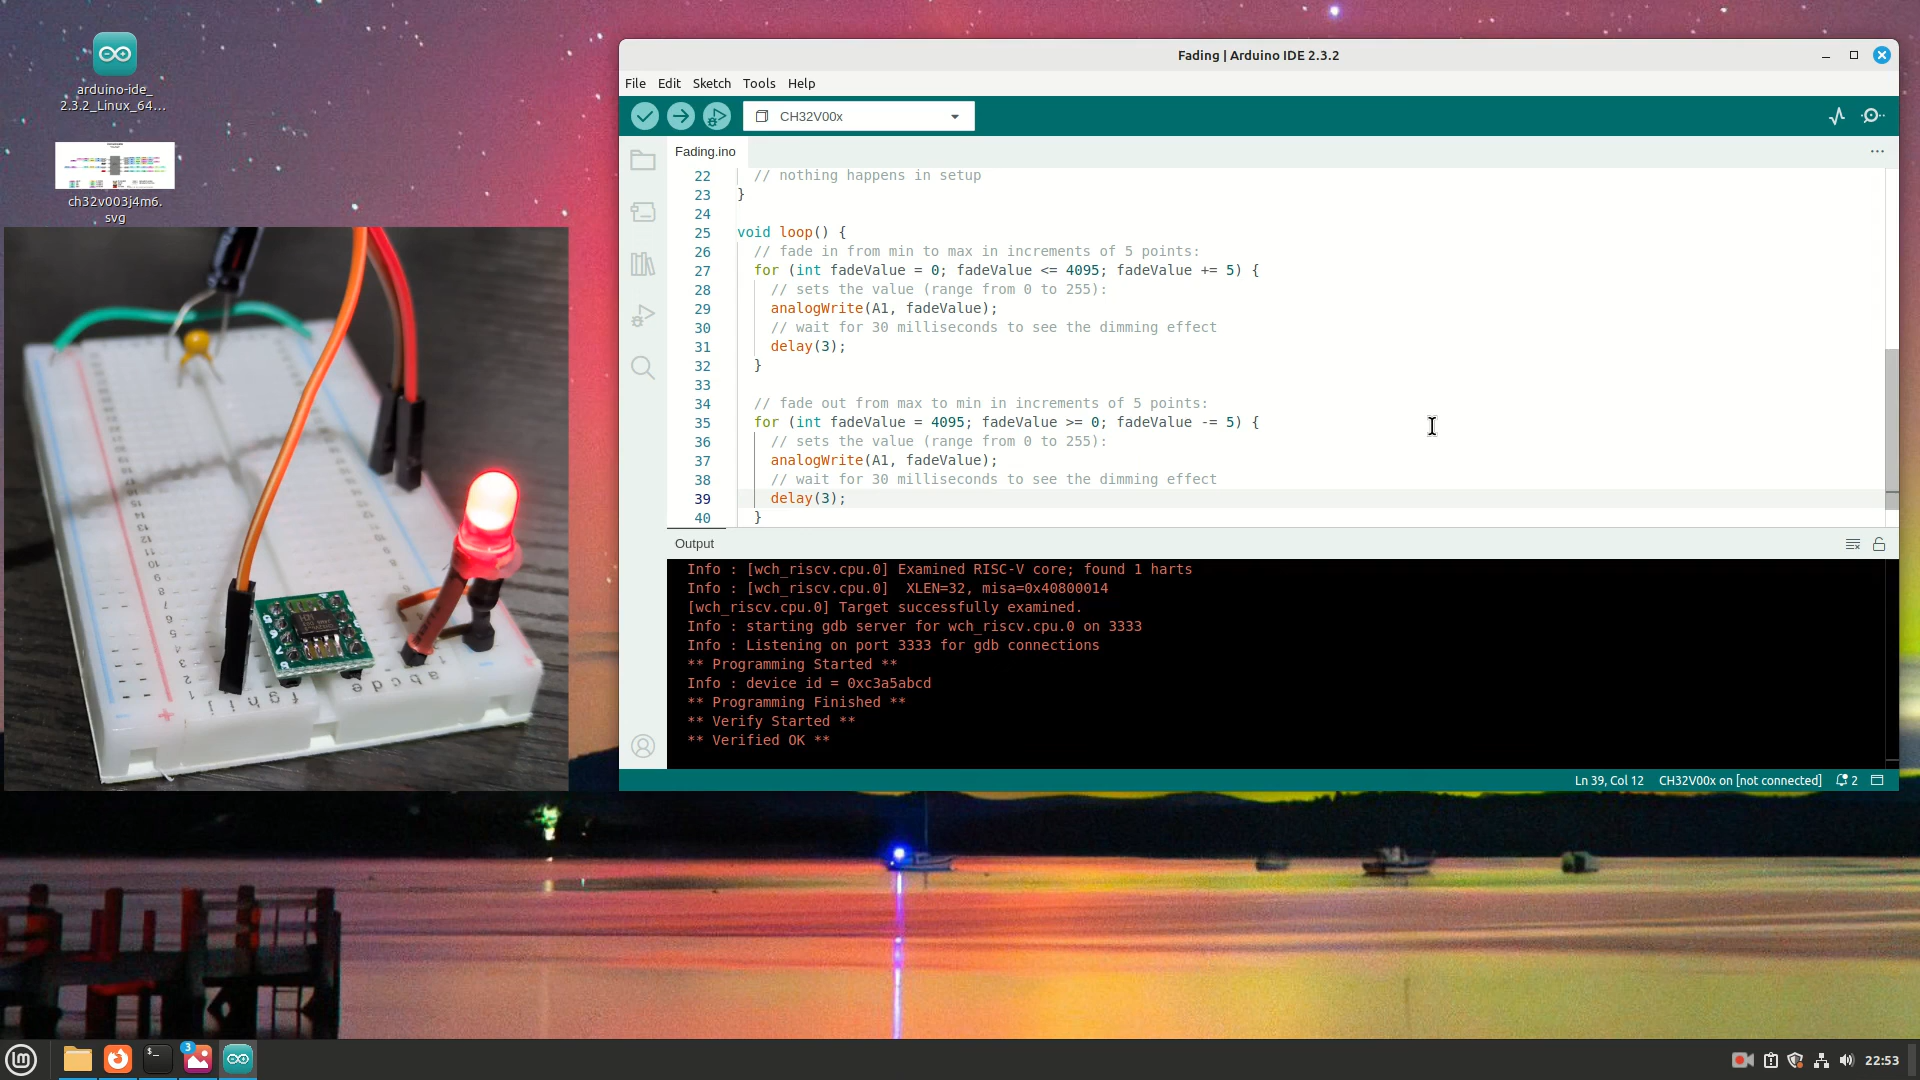 arduino-ide_
2.3.2_Linux_64...
ch32v003j4m6.
svg
Fading | Arduino IDE 2.3.2
File Edit Sketch Tools Help
CH32V00x
Fading.ino
22 // nothing happens in setup
23 }
24
25 void loop() {
26 // fade in from min to max in increments of 5 points:
27 for (int fadeValue = 0; fadeValue <= 4095; fadeValue += 5) {
28 // sets the value (range from 0 to 255):
29 analogWrite(A1, fadeValue);
30 // wait for 30 milliseconds to see the dimming effect
31 delay(3);
32 }
33
34 // fade out from max to min in increments of 5 points:
35 for (int fadeValue = 4095; fadeValue >= 0; fadeValue -= 5) {
36 // sets the value (range from 0 to 255):
37 analogWrite(A1, fadeValue);
38 // wait for 30 milliseconds to see the dimming effect
39 delay(3);
40 }
Output
Info : [wch_riscv.cpu.0] Examined RISC-V core; found 1 harts
Info : [wch_riscv.cpu.0]  XLEN=32, misa=0x40800014
[wch_riscv.cpu.0] Target successfully examined.
Info : starting gdb server for wch_riscv.cpu.0 on 3333
Info : Listening on port 3333 for gdb connections
** Programming Started **
Info : device id = 0xc3a5abcd
** Programming Finished **
** Verify Started **
** Verified OK **
Ln 39, Col 12 CH32V00x on [not connected] 2
3
22:53